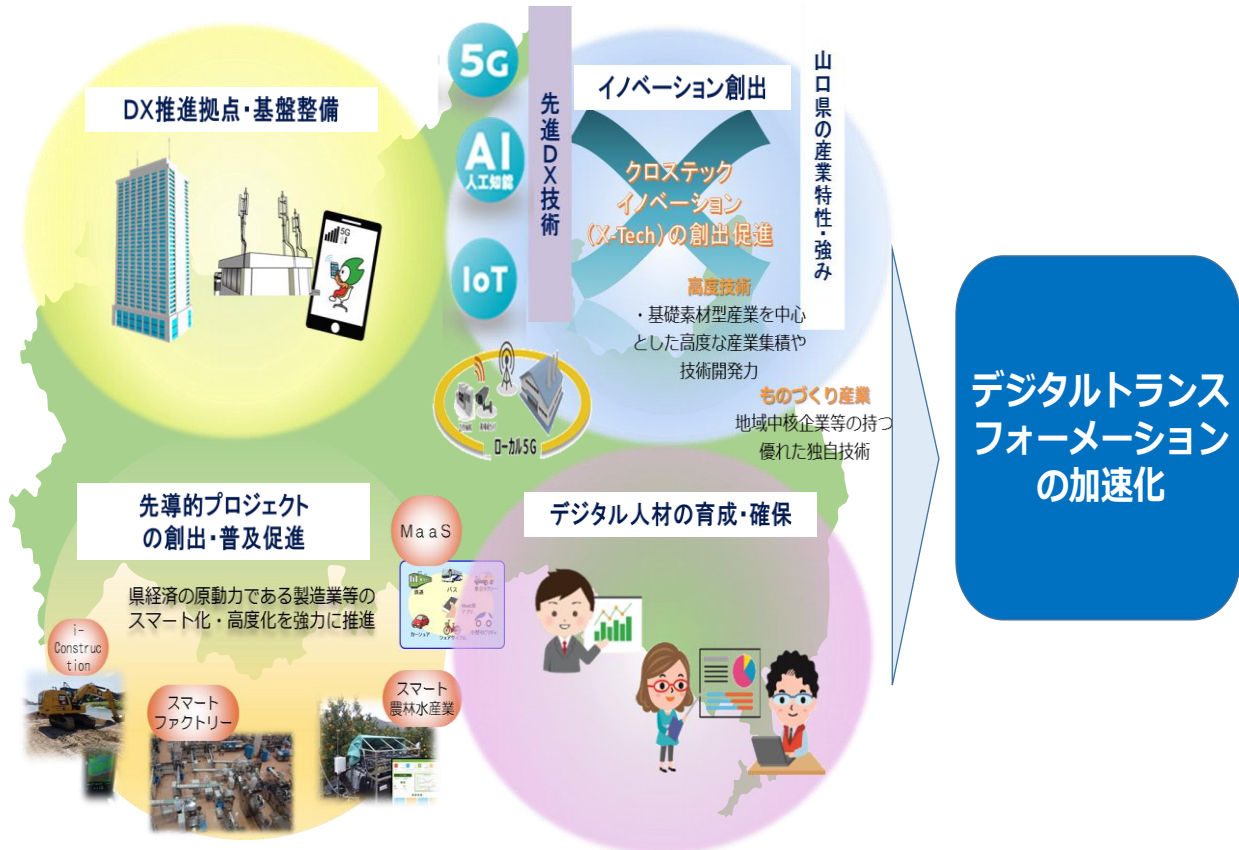 DX推進拠点・基盤整備
5G
5G
AI
人工知能
IoT
先進DX技術
イノベーション創出
クロステック
イノベーション
(X-Tech)の創出促進
山口県の産業特性・強み
高度技術
・基礎素材型産業を中心
とした高度な産業集積や
技術開発力
ものづくり産業
地域中核企業等の持つ
優れた独自技術
ローカル5G
デジタルトランス
フォーメーション
の加速化
先導的プロジェクト
の創出・普及促進
県経済の原動力である製造業等の
スマート化・高度化を強力に推進
MaaS
鉄道
バス
カーシェア
シェアサイクル
i-
Construc
tion
スマート
ファクトリー
スマート
農林水産業
デジタル人材の育成・確保